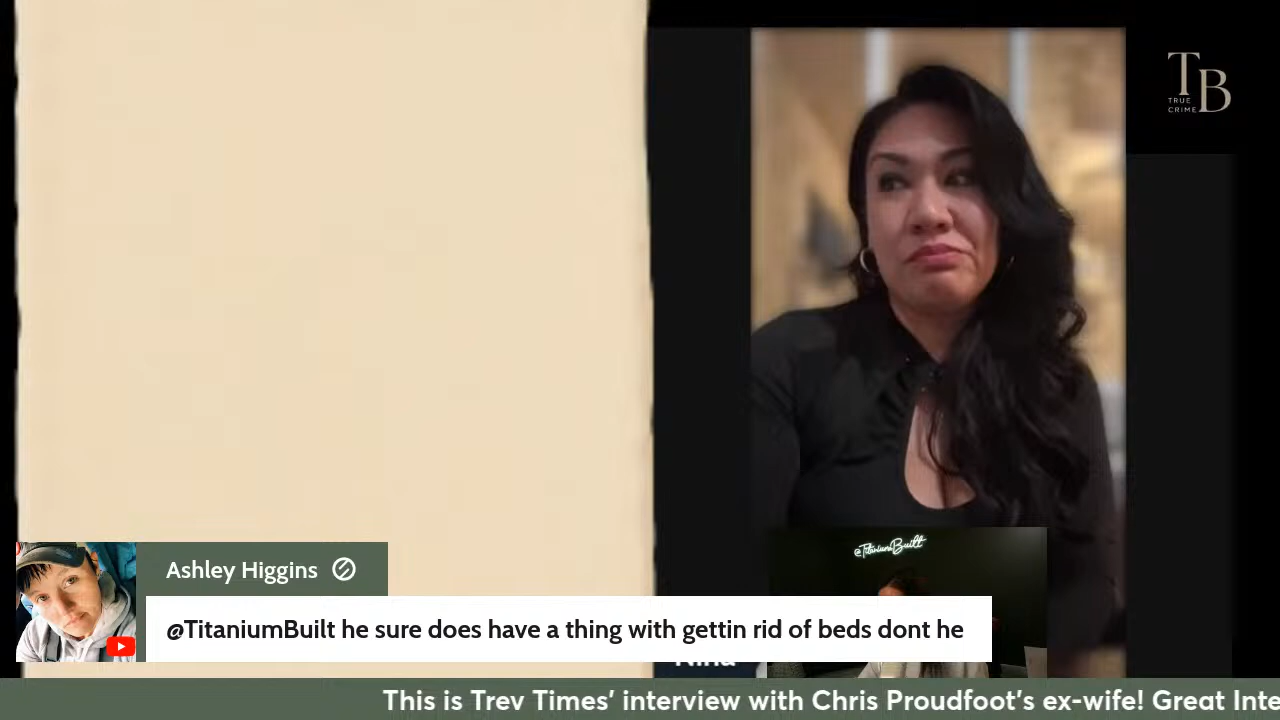 TB
TRUE
CRIME
@TitaniumBuilt
Ashley Higgins
@TitaniumBuilt he sure does have a thing with gettin rid of beds dont he
Nina
This is Trev Times' interview with Chris Proudfoot's ex-wife! Great Inte